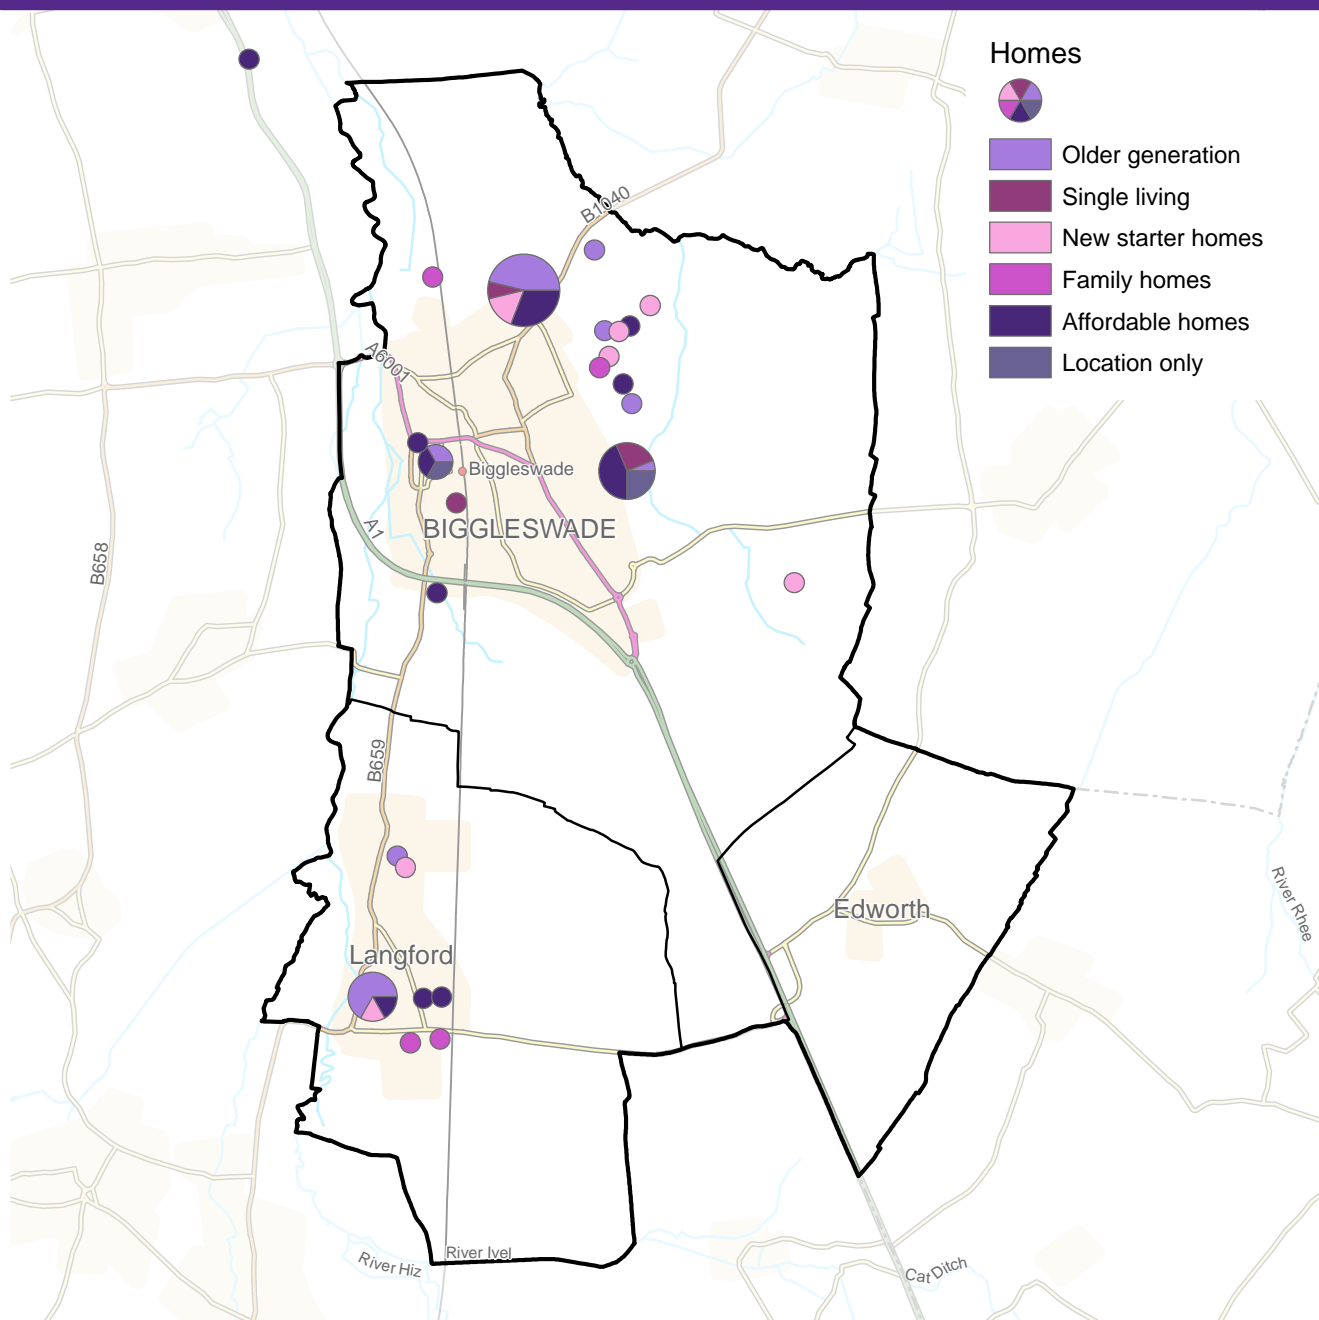 Homes
Older generation
Single living
New starter homes
Family homes
Affordable homes
Location only
B1040
A6001
Biggleswade
BIGGLESWADE
A1
B658
B659
River Rhee
Edworth
Langford
River Ivel
River Hiz
Cat Ditch